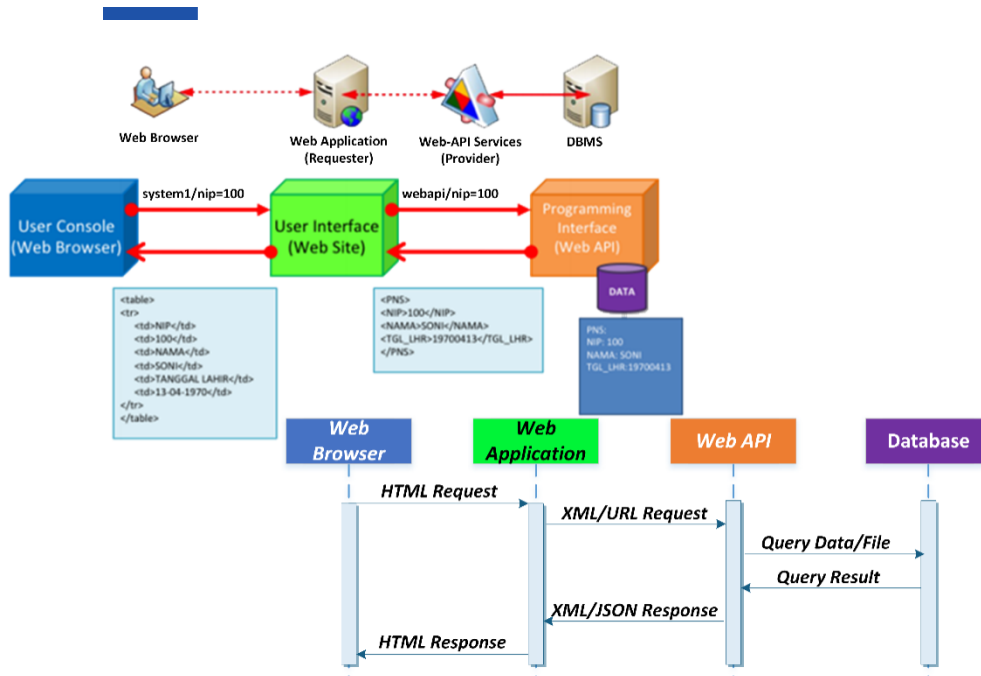 Web Browser
Web Application
(Requester)
Web-API Services
(Provider)
DBMS
system1/nip=100
webapi/nip=100
User Console
(Web Browser)
User Interface
(Web Site)
Programming
Interface
(Web API)
DATA
<table>
<tr>
<td>NIP</td>
<td>100</td>
<td>NAMA</td>
<td>SONI</td>
<td>TANGGAL LAHIR</td>
<td>13-04-1970</td>
</tr>
</table>
<PNS>
<NIP>100</NIP>
<NAMA>SONI</NAMA>
<TGL_LHR>19700413</TGL_LHR>
</PNS>
PNS:
NIP: 100
NAMA: SONI
TGL_LHR:19700413
Web
Browser
Web
Application
Web API
Database
HTML Request
XML/URL Request
Query Data/File
Query Result
XML/JSON Response
HTML Response